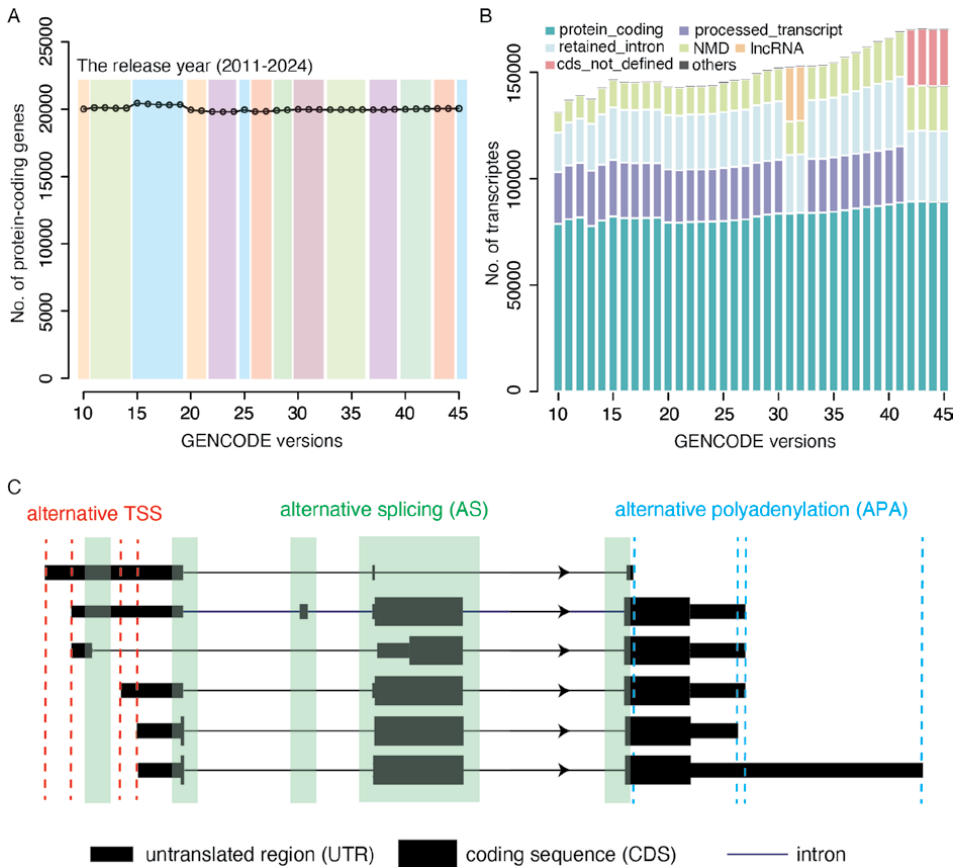 A
No. of protein-coding genes
0 5000 10000 15000 20000 25000
The release year (2011-2024)
10 15 20 25 30 35 40 45
GENCODE versions
B
No. of transcriptes
0 50000 100000 150000
protein_coding processed_transcript
retained_intron NMD lncRNA
cds_not_defined others
10 15 20 25 30 35 40 45
GENCODE versions
C
alternative TSS alternative splicing (AS) alternative polyadenylation (APA)
untranslated region (UTR) coding sequence (CDS) intron